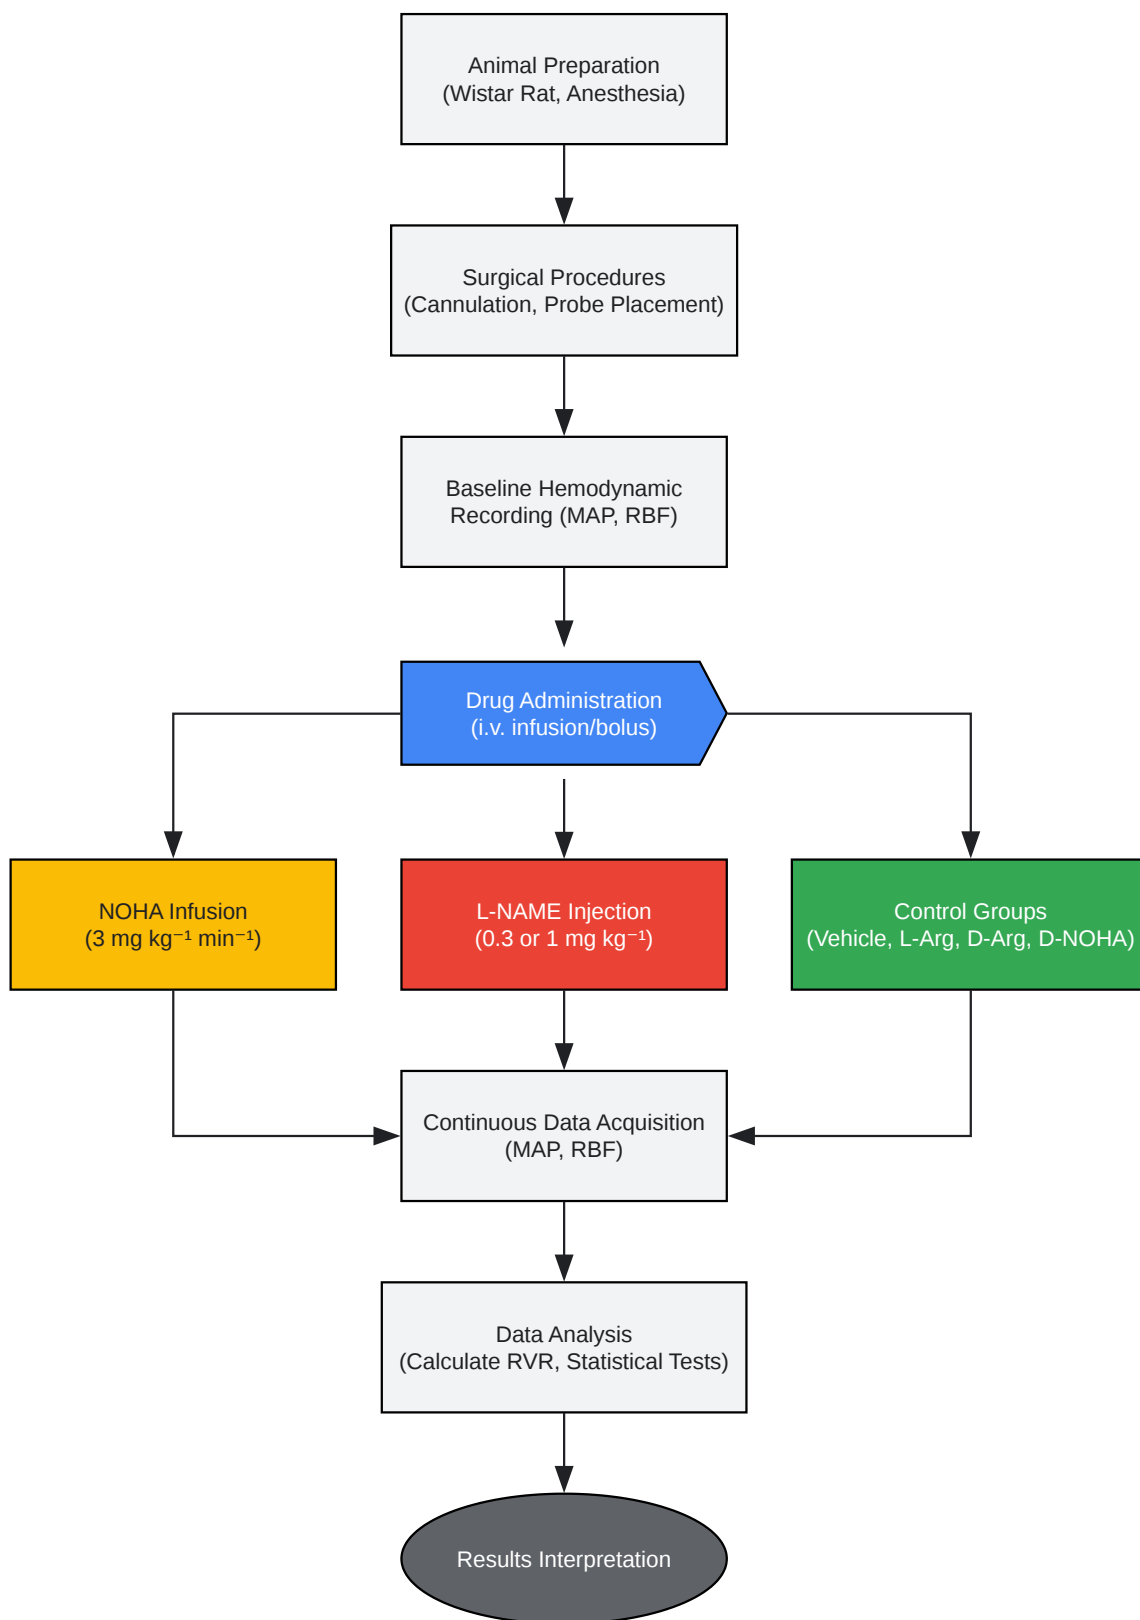 Animal Preparation
(Wistar Rat, Anesthesia)
Surgical Procedures
(Cannulation, Probe Placement)
Baseline Hemodynamic
Recording (MAP, RBF)
Drug Administration
(i.v. infusion/bolus)
NOHA Infusion
(3 mg kg⁻¹ min⁻¹)
L-NAME Injection
(0.3 or 1 mg kg⁻¹)
Control Groups
(Vehicle, L-Arg, D-Arg, D-NOHA)
Continuous Data Acquisition
(MAP, RBF)
Data Analysis
(Calculate RVR, Statistical Tests)
Results Interpretation